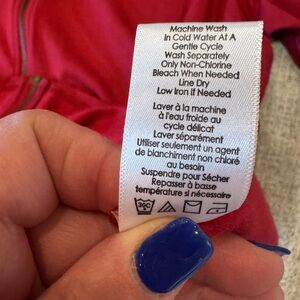 Machine Wash
In Cold Water At A
Gentle Cycle
Wash Separately
Only Non-Chlorine
Bleach When Needed
Line Dry
Low Iron if Needed
Laver à la machine
à l'eau froide au
cycle délicat
Laver séparément
Utiliser seulement un agent
de blanchiment non chloré
au besoin
Suspendre pour Sécher
Repasser à basse
température si nécessaire
30C